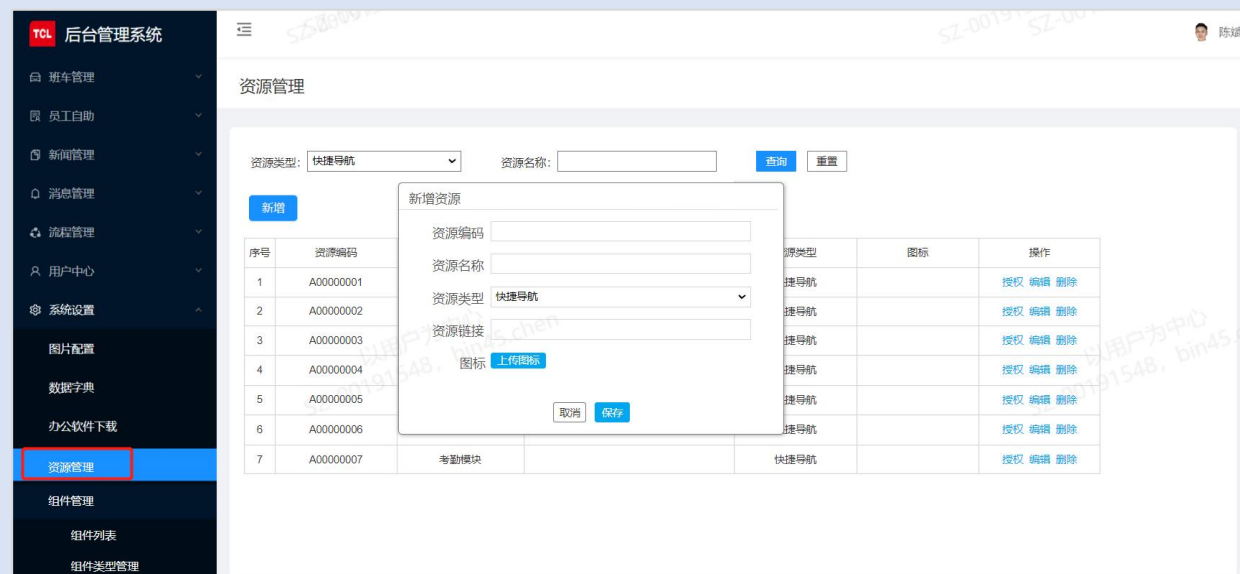 TCL 后台管理系统
陈斌
班车管理
资源管理
员工自助
新闻管理
资源类型: 快捷导航 资源名称: 查询 重置
消息管理
新增
新增资源
流程管理
资源编码
序号 资源编码 源类型 图标 操作
用户中心
资源名称
1 A00000001 捷导航 授权 编辑 删除
系统设置
资源类型 快捷导航
2 A00000002 捷导航 授权 编辑 删除
资源链接
3 A00000003 捷导航 授权 编辑 删除
图片配置
图标 上传图标
4 A00000004 捷导航 授权 编辑 删除
数据字典
5 A00000005 捷导航 授权 编辑 删除
取消 保存
办公软件下载
6 A00000006 捷导航 授权 编辑 删除
资源管理
7 A00000007 考勤模块 快捷导航 授权 编辑 删除
组件管理
组件列表
组件类型管理